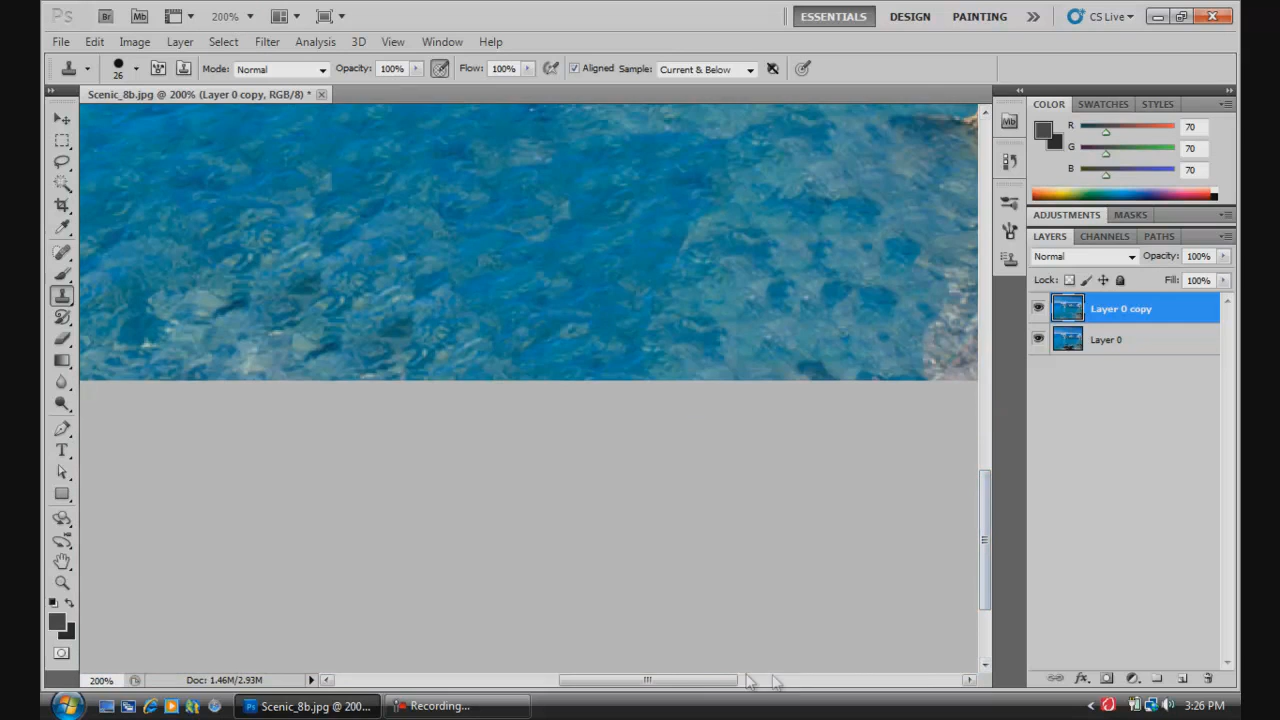 Ps Br Mb 200% ESSENTIALS DESIGN PAINTING CS Live
File Edit Image Layer Select Filter Analysis 3D View Window Help
26 Mode: Normal Opacity: 100% Flow: 100% Aligned Sample: Current & Below
Scenic_8b.jpg @ 200% (Layer 0 copy, RGB/8) *
COLOR SWATCHES STYLES
Mb
R 70
G 70
B 70
ADJUSTMENTS MASKS
LAYERS CHANNELS PATHS
Normal Opacity: 100%
Lock: Fill: 100%
Layer 0 copy
Layer 0
T
200% Doc: 1.46M/2.93M
fx
Ps Scenic_8b.jpg @ 200... Recording... 3:26 PM